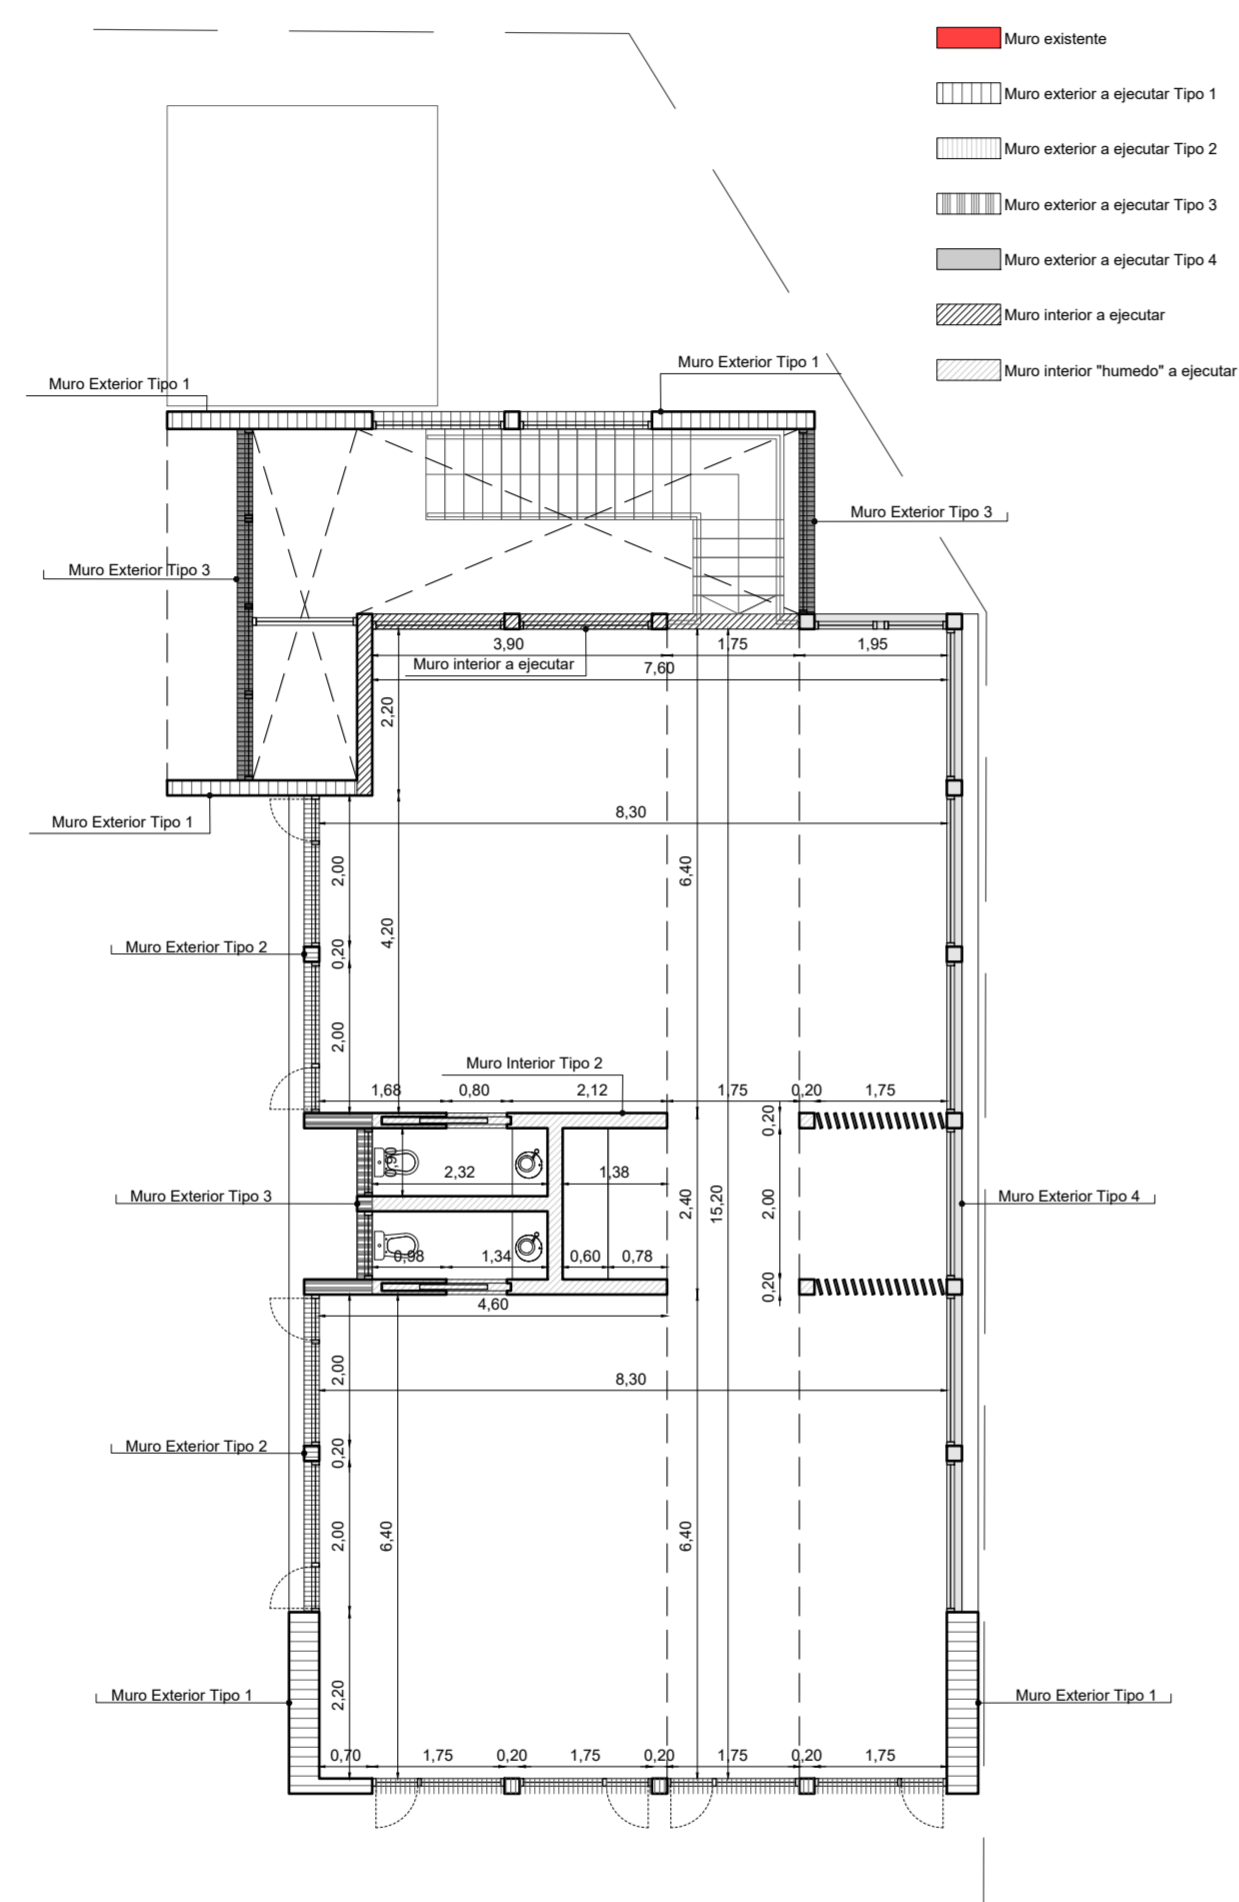 Muro existente
Muro exterior a ejecutar Tipo 1
Muro exterior a ejecutar Tipo 2
Muro exterior a ejecutar Tipo 3
Muro exterior a ejecutar Tipo 4
Muro interior a ejecutar
Muro interior "humedo" a ejecutar
Muro Exterior Tipo 1
Muro Exterior Tipo 1
Muro Exterior Tipo 3
Muro Exterior Tipo 3
3,90
1,75
1,95
Muro interior a ejecutar
7,60
2,20
Muro Exterior Tipo 1
8,30
2,00
6,40
4,20
Muro Exterior Tipo 2
0,20
2,00
Muro Interior Tipo 2
1,68
0,80
2,12
1,75
0,20
1,75
0,20
0,90
2,32
1,38
Muro Exterior Tipo 3
2,40
15,20
2,00
Muro Exterior Tipo 4
0,98
1,34
0,60
0,78
0,20
4,60
2,00
8,30
Muro Exterior Tipo 2
0,20
2,00
6,40
6,40
Muro Exterior Tipo 1
2,20
Muro Exterior Tipo 1
0,70
1,75
0,20
1,75
0,20
1,75
0,20
1,75